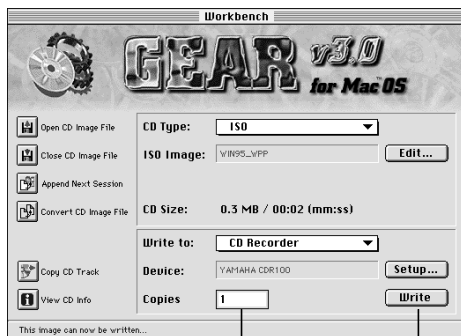 Workbench
GEAR v3.0
for Mac OS
Open CD Image File
Close CD Image File
Append Next Session
Convert CD Image File
Copy CD Track
View CD Info
CD Type: ISO
ISO Image: WIN95_WPP Edit...
CD Size: 0.3 MB / 00:02 (mm:ss)
Write to: CD Recorder
Device: YAMAHA CDR100 Setup...
Copies 1 Write
This image can now be written...